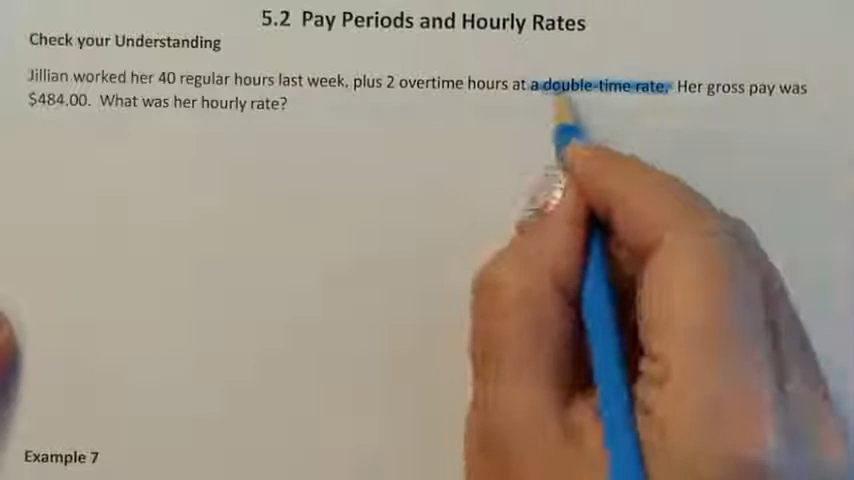 5.2 Pay Periods and Hourly Rates
Check your Understanding
Jillian worked her 40 regular hours last week, plus 2 overtime hours at a double-time rate. Her gross pay was
$484.00. What was her hourly rate?
Example 7